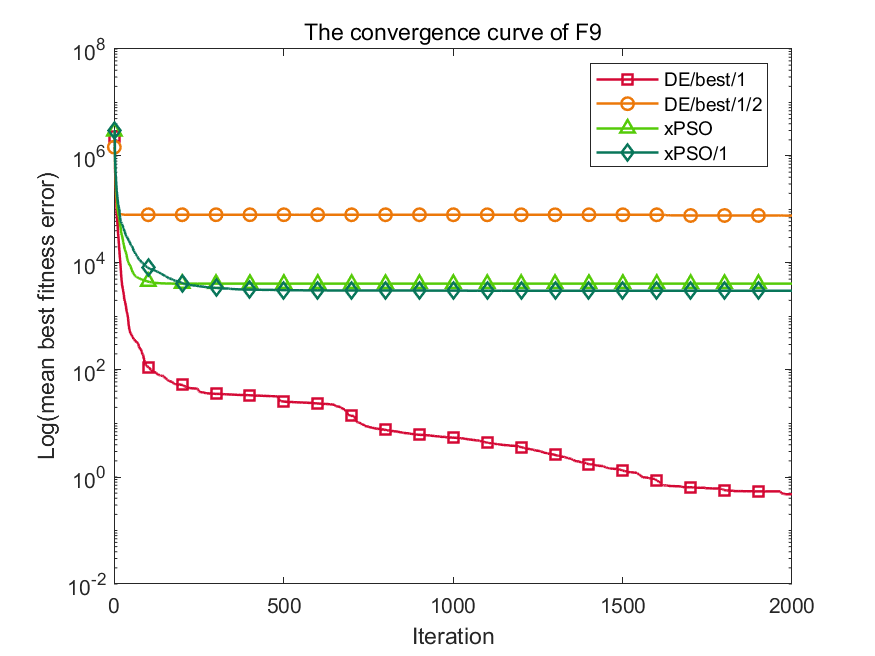 The convergence curve of F9
10^8
10^6
10^4
10^2
10^0
10^-2
Log(mean best fitness error)
DE/best/1
DE/best/1/2
xPSO
xPSO/1
0
500
1000
1500
2000
Iteration